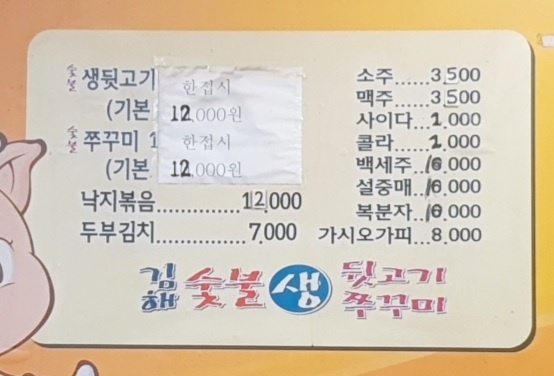 숯불 생뒷고기 한접시
(기본 12,000원
숯불 쭈꾸미 1 한접시
(기본 12,000원
낙지볶음..............12,000
두부김치..............7,000
소주......3,500
맥주......3,500
사이다...1,000
콜라.......1,000
백세주..6,000
설중매..6,000
복분자..6,000
가시오가피...8,000
김해 숯불 생 뒷고기 쭈꾸미